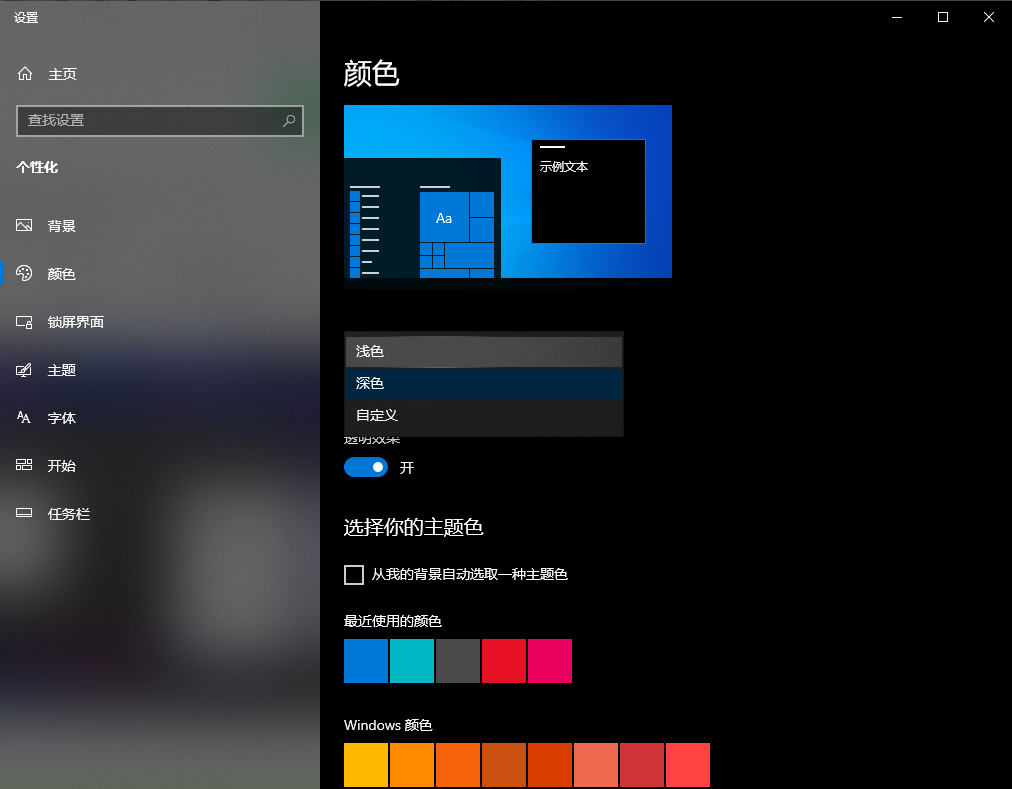 设置
主页
查找设置
个性化
背景
颜色
锁屏界面
主题
字体
开始
任务栏
颜色
示例文本
Aa
浅色
深色
自定义
透明效果
开
选择你的主题色
从我的背景自动选取一种主题色
最近使用的颜色
Windows 颜色